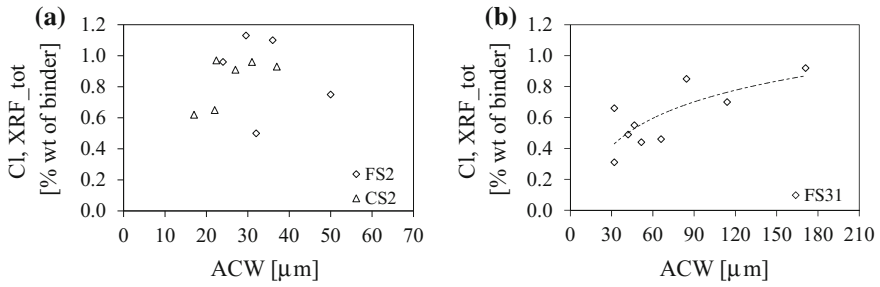 (a)
Cl, XRF_tot
[% wt of binder]
1.2
1.0
0.8
0.6
0.4
0.2
0.0
◇ FS2
△ CS2
0 10 20 30 40 50 60 70
ACW [μm]
(b)
Cl, XRF_tot
[% wt of binder]
1.2
1.0
0.8
0.6
0.4
0.2
0.0
◇ FS31
0 30 60 90 120 150 180 210
ACW [μm]